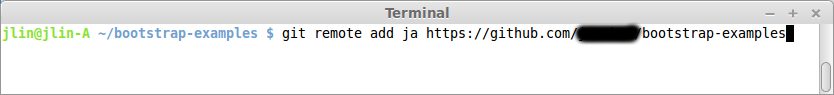 Terminal
jlin@jlin-A ~/bootstrap-examples $ git remote add ja https://github.com/ /bootstrap-examples